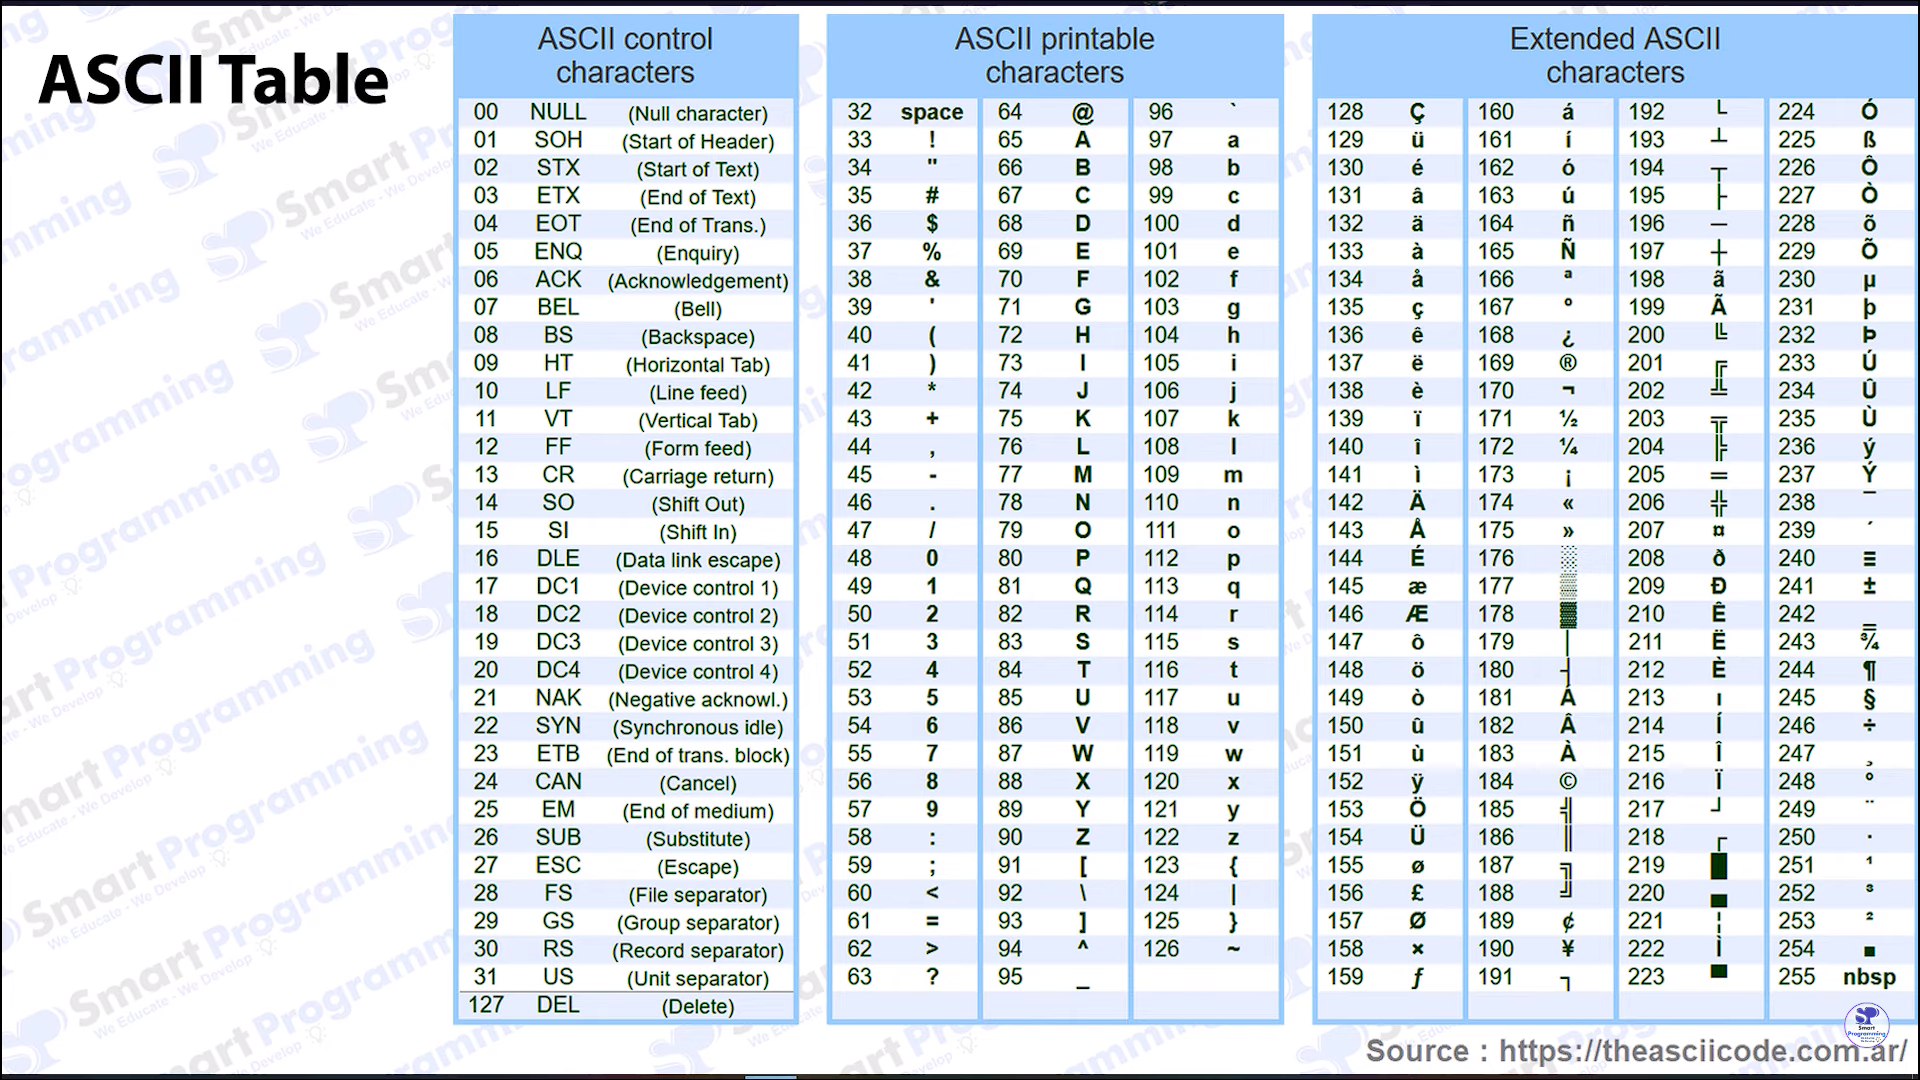 ASCII Table
ASCII control
characters
00 NULL (Null character)
01 SOH (Start of Header)
02 STX (Start of Text)
03 ETX (End of Text)
04 EOT (End of Trans.)
05 ENQ (Enquiry)
06 ACK (Acknowledgement)
07 BEL (Bell)
08 BS (Backspace)
09 HT (Horizontal Tab)
10 LF (Line feed)
11 VT (Vertical Tab)
12 FF (Form feed)
13 CR (Carriage return)
14 SO (Shift Out)
15 SI (Shift In)
16 DLE (Data link escape)
17 DC1 (Device control 1)
18 DC2 (Device control 2)
19 DC3 (Device control 3)
20 DC4 (Device control 4)
21 NAK (Negative acknowl.)
22 SYN (Synchronous idle)
23 ETB (End of trans. block)
24 CAN (Cancel)
25 EM (End of medium)
26 SUB (Substitute)
27 ESC (Escape)
28 FS (File separator)
29 GS (Group separator)
30 RS (Record separator)
31 US (Unit separator)
127 DEL (Delete)
ASCII printable
characters
32 space 64 @ 96 `
33 ! 65 A 97 a
34 " 66 B 98 b
35 # 67 C 99 c
36 $ 68 D 100 d
37 % 69 E 101 e
38 & 70 F 102 f
39 ' 71 G 103 g
40 ( 72 H 104 h
41 ) 73 I 105 i
42 * 74 J 106 j
43 + 75 K 107 k
44 , 76 L 108 l
45 - 77 M 109 m
46 . 78 N 110 n
47 / 79 O 111 o
48 0 80 P 112 p
49 1 81 Q 113 q
50 2 82 R 114 r
51 3 83 S 115 s
52 4 84 T 116 t
53 5 85 U 117 u
54 6 86 V 118 v
55 7 87 W 119 w
56 8 88 X 120 x
57 9 89 Y 121 y
58 : 90 Z 122 z
59 ; 91 [ 123 {
60 < 92 \ 124 |
61 = 93 ] 125 }
62 > 94 ^ 126 ~
63 ? 95 _
Extended ASCII
characters
128 Ç 160 á 192 └ 224 Ó
129 ü 161 í 193 ┴ 225 ß
130 é 162 ó 194 ┬ 226 Ô
131 â 163 ú 195 ├ 227 Ò
132 ä 164 ñ 196 ─ 228 õ
133 à 165 Ñ 197 ┼ 229 Õ
134 å 166 ª 198 ã 230 µ
135 ç 167 º 199 Ã 231 þ
136 ê 168 ¿ 200 ╚ 232 Þ
137 ë 169 ® 201 ╔ 233 Ú
138 è 170 ¬ 202 ╩ 234 Û
139 ï 171 ½ 203 ╦ 235 Ù
140 î 172 ¼ 204 ╠ 236 ý
141 ì 173 ¡ 205 ═ 237 Ý
142 Ä 174 « 206 ╬ 238 ¯
143 Å 175 » 207 ¤ 239 ´
144 É 176 ░ 208 ð 240 ≡
145 æ 177 ▒ 209 Ð 241 ±
146 Æ 178 ▓ 210 Ê 242 ‗
147 ô 179 │ 211 Ë 243 ¾
148 ö 180 ┤ 212 È 244 ¶
149 ò 181 Á 213 ı 245 §
150 û 182 Â 214 Í 246 ÷
151 ù 183 À 215 Î 247 ¸
152 ÿ 184 © 216 Ï 248 °
153 Ö 185 ╣ 217 ┘ 249 ¨
154 Ü 186 ║ 218 ┌ 250 ·
155 ø 187 ╗ 219 █ 251 ¹
156 £ 188 ╝ 220 ▄ 252 ³
157 Ø 189 ¢ 221 ¦ 253 ²
158 × 190 ¥ 222 Ì 254 ■
159 ƒ 191 ┐ 223 ▀ 255 nbsp
Source : https://theasciicode.com.ar/
Smart
Programming
Smart Programming
We Educate - We Develop